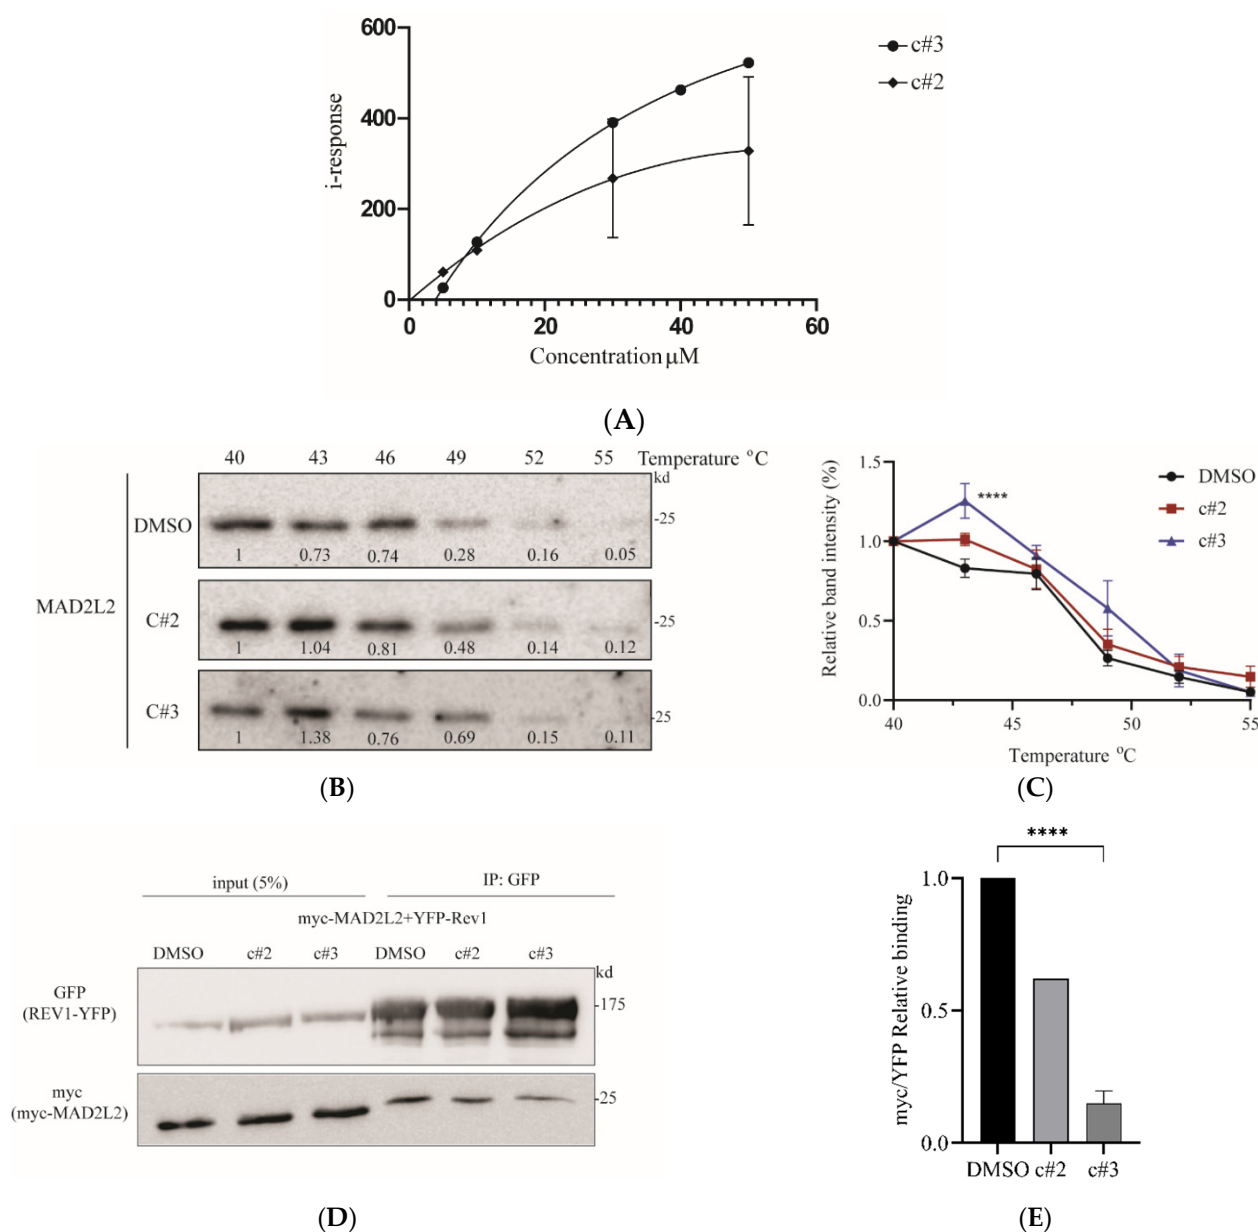 600
400
200
0
i-response
0 20 40 60
Concentration µM
c#3
c#2
(A)
40 43 46 49 52 55 Temperature °C
kd
MAD2L2
DMSO
-25
1 0.73 0.74 0.28 0.16 0.05
C#2
-25
1 1.04 0.81 0.48 0.14 0.12
C#3
-25
1 1.38 0.76 0.69 0.15 0.11
(B)
1.5
1.0
0.5
0.0
Relative band intensity (%)
40 45 50 55
Temperature °C
****
DMSO
c#2
c#3
(C)
input (5%) IP: GFP
myc-MAD2L2+YFP-Rev1
DMSO c#2 c#3 DMSO c#2 c#3
kd
GFP
(REV1-YFP)
-175
myc
(myc-MAD2L2)
-25
(D)
****
1.0
0.5
0.0
myc/YFP Relative binding
DMSO c#2 c#3
(E)